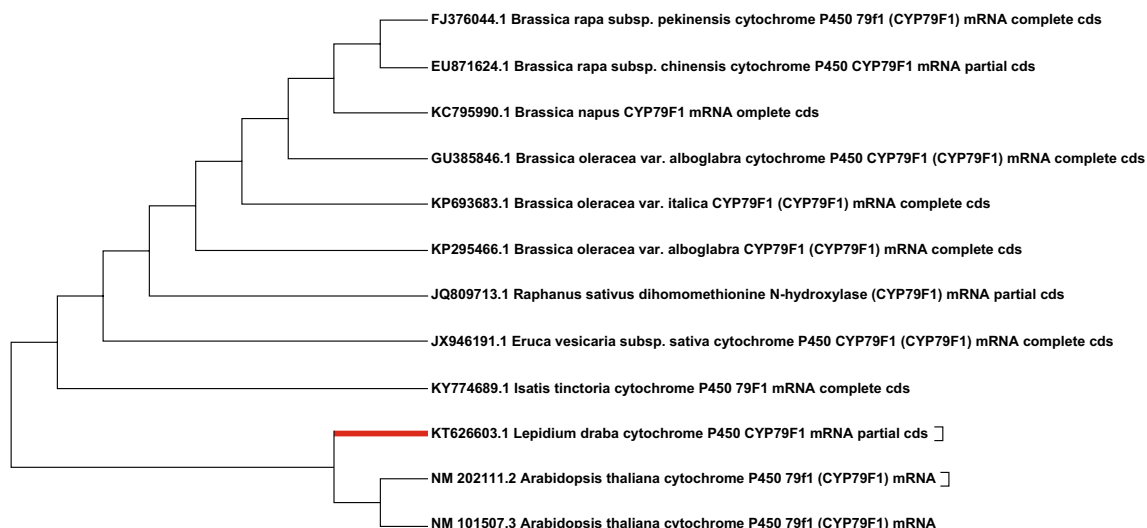 FJ376044.1 Brassica rapa subsp. pekinensis cytochrome P450 79f1 (CYP79F1) mRNA complete cds
EU871624.1 Brassica rapa subsp. chinensis cytochrome P450 CYP79F1 mRNA partial cds
KC795990.1 Brassica napus CYP79F1 mRNA omplete cds
GU385846.1 Brassica oleracea var. alboglabra cytochrome P450 CYP79F1 (CYP79F1) mRNA complete cds
KP693683.1 Brassica oleracea var. italica CYP79F1 (CYP79F1) mRNA complete cds
KP295466.1 Brassica oleracea var. alboglabra CYP79F1 (CYP79F1) mRNA complete cds
JQ809713.1 Raphanus sativus dihomomethionine N-hydroxylase (CYP79F1) mRNA partial cds
JX946191.1 Eruca vesicaria subsp. sativa cytochrome P450 CYP79F1 (CYP79F1) mRNA complete cds
KY774689.1 Isatis tinctoria cytochrome P450 79F1 mRNA complete cds
KT626603.1 Lepidium draba cytochrome P450 CYP79F1 mRNA partial cds
NM 202111.2 Arabidopsis thaliana cytochrome P450 79f1 (CYP79F1) mRNA
NM 101507.3 Arabidopsis thaliana cytochrome P450 79f1 (CYP79F1) mRNA